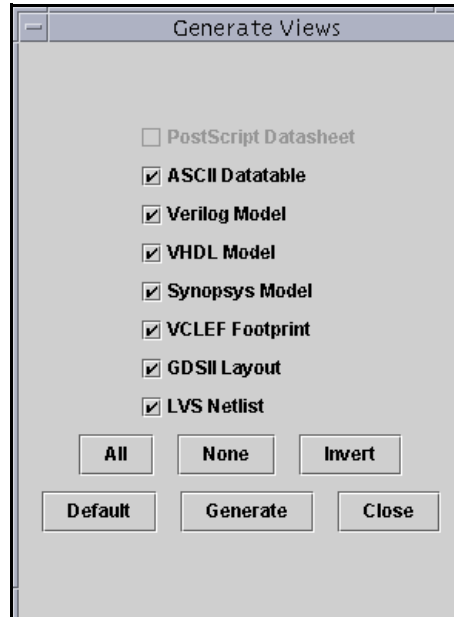 Generate Views
PostScript Datasheet
ASCII Datatable
Verilog Model
VHDL Model
Synopsys Model
VCLEF Footprint
GDSII Layout
LVS Netlist
All None Invert
Default Generate Close